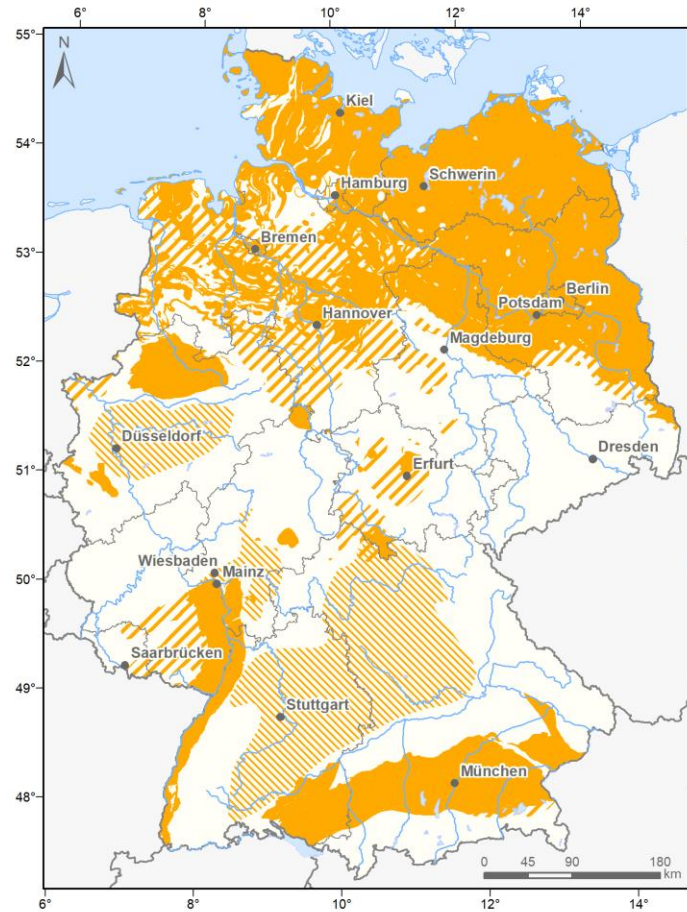 6° 8° 10° 12° 14°
55°
N
Kiel
54°
Schwerin
Hamburg
53°
Bremen
Berlin
Potsdam
Hannover
Magdeburg
52°
Düsseldorf
51°
Dresden
Erfurt
50°
Wiesbaden
Mainz
Saarbrücken
49°
Stuttgart
München
48°
0 45 90 180
km
6° 8° 10° 12° 14°